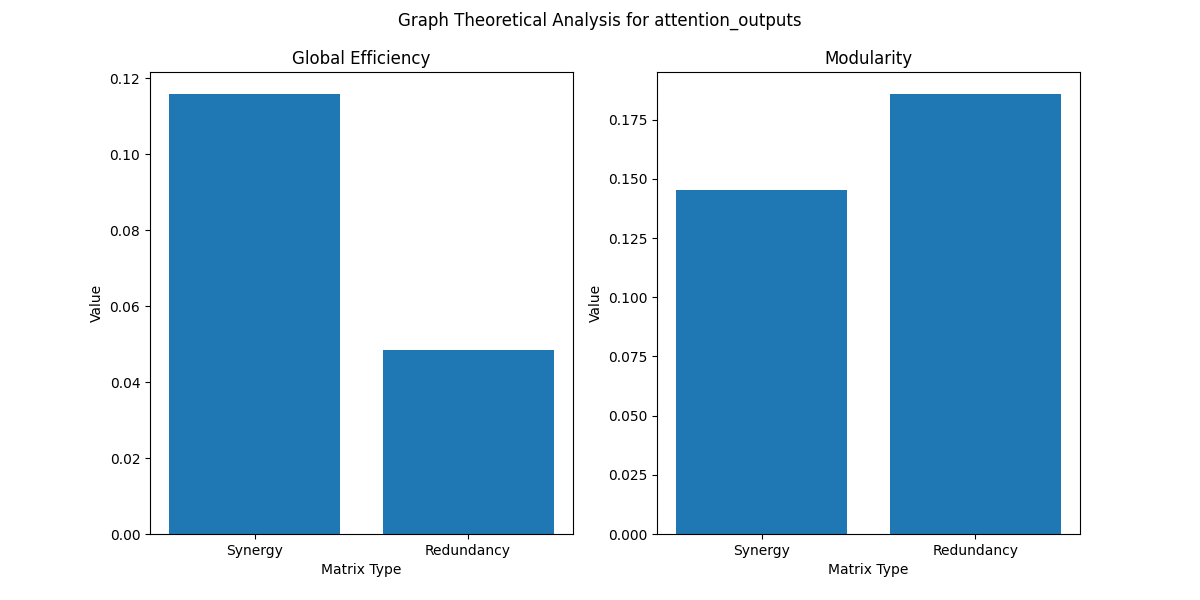 Graph Theoretical Analysis for attention_outputs
Global Efficiency
0.12
0.10
0.08
0.06
0.04
0.02
0.00
Value
Synergy
Redundancy
Matrix Type
Modularity
0.175
0.150
0.125
0.100
0.075
0.050
0.025
0.000
Value
Synergy
Redundancy
Matrix Type